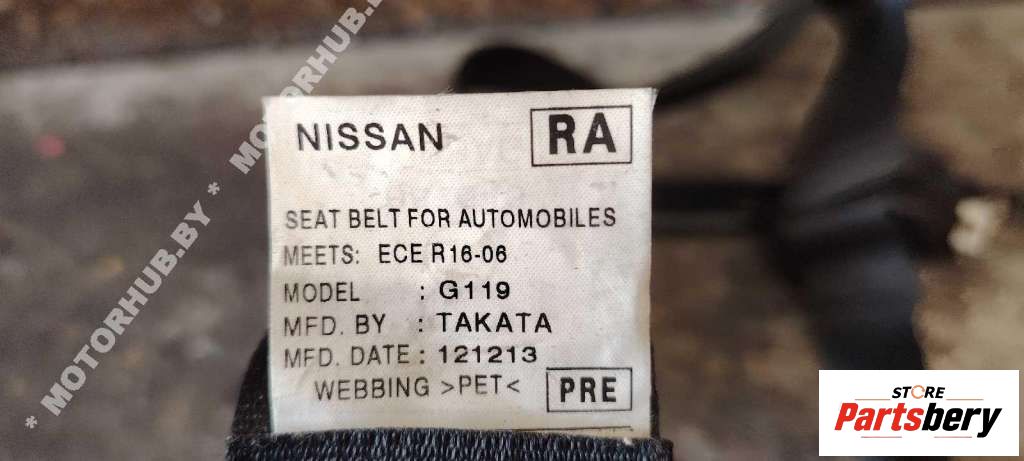 NISSAN RA
SEAT BELT FOR AUTOMOBILES
MEETS: ECE R16-06
MODEL : G119
MFD. BY : TAKATA
MFD. DATE : 121213
WEBBING >PET< PRE
* MOTORHUB.BY * MOTORHUB.BY
STORE
Partsbery